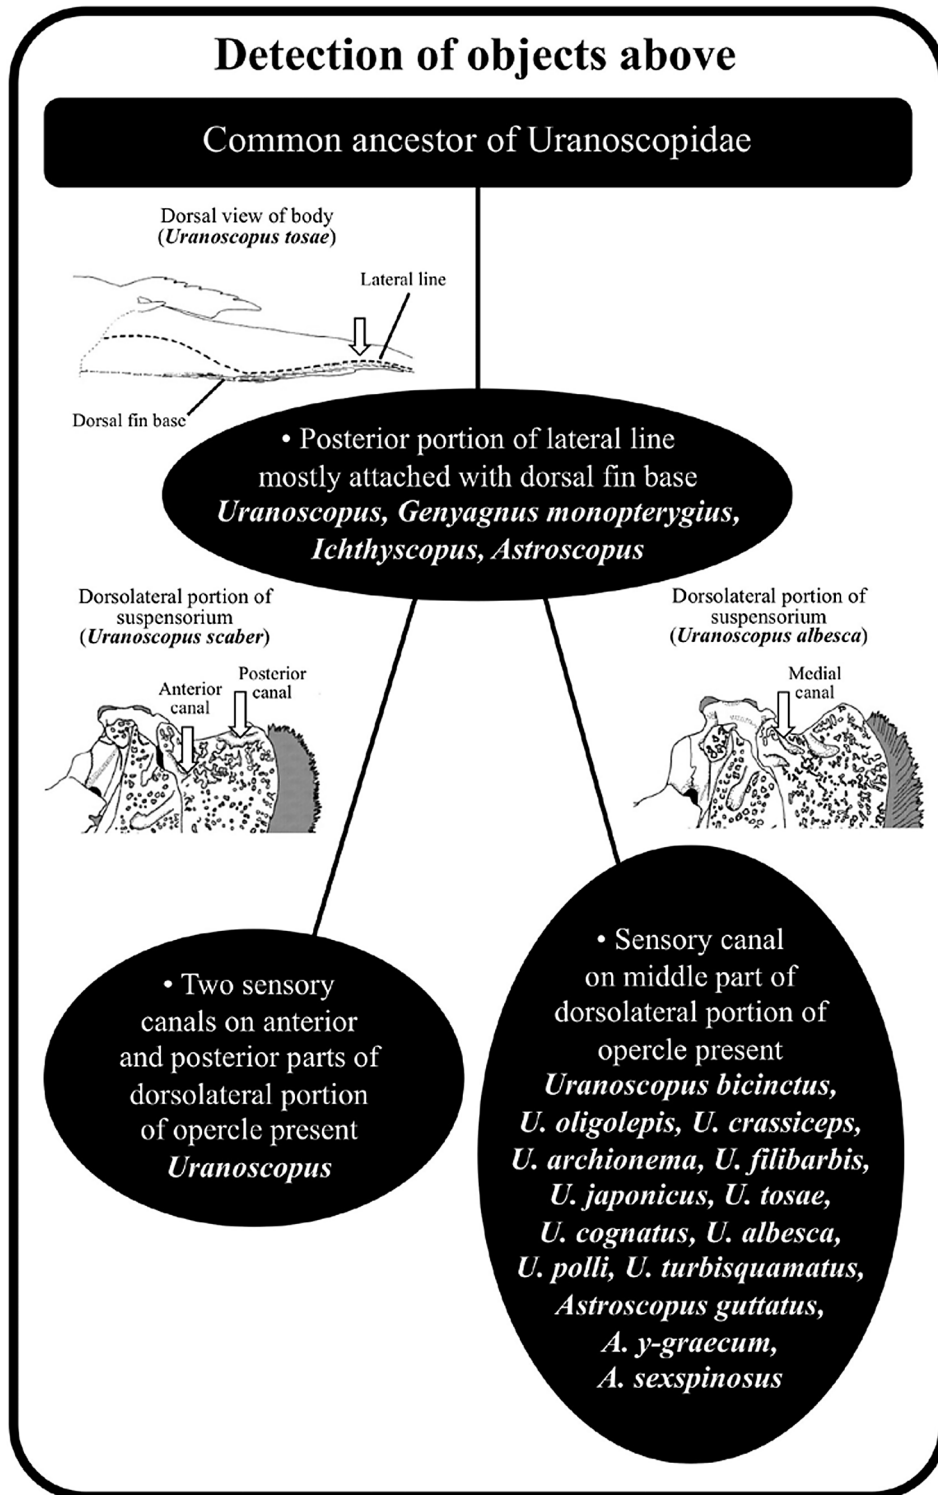 Detection of objects above
Common ancestor of Uranoscopidae
Dorsal view of body
(Uranoscopus tosae)
Lateral line
Dorsal fin base
• Posterior portion of lateral line
mostly attached with dorsal fin base
Uranoscopus, Genyagnus monopterygius,
Ichthyscopus, Astroscopus
Dorsolateral portion of
suspensorium
(Uranoscopus scaber)
Anterior
canal
Posterior
canal
Dorsolateral portion of
suspensorium
(Uranoscopus albesca)
Medial
canal
• Two sensory
canals on anterior
and posterior parts of
dorsolateral portion
of opercle present
Uranoscopus
• Sensory canal
on middle part of
dorsolateral portion of
opercle present
Uranoscopus bicinctus,
U. oligolepis, U. crassiceps,
U. archionema, U. filibarbis,
U. japonicus, U. tosae,
U. cognatus, U. albesca,
U. polli, U. turbisquamatus,
Astroscopus guttatus,
A. y-graecum,
A. sexspinosus